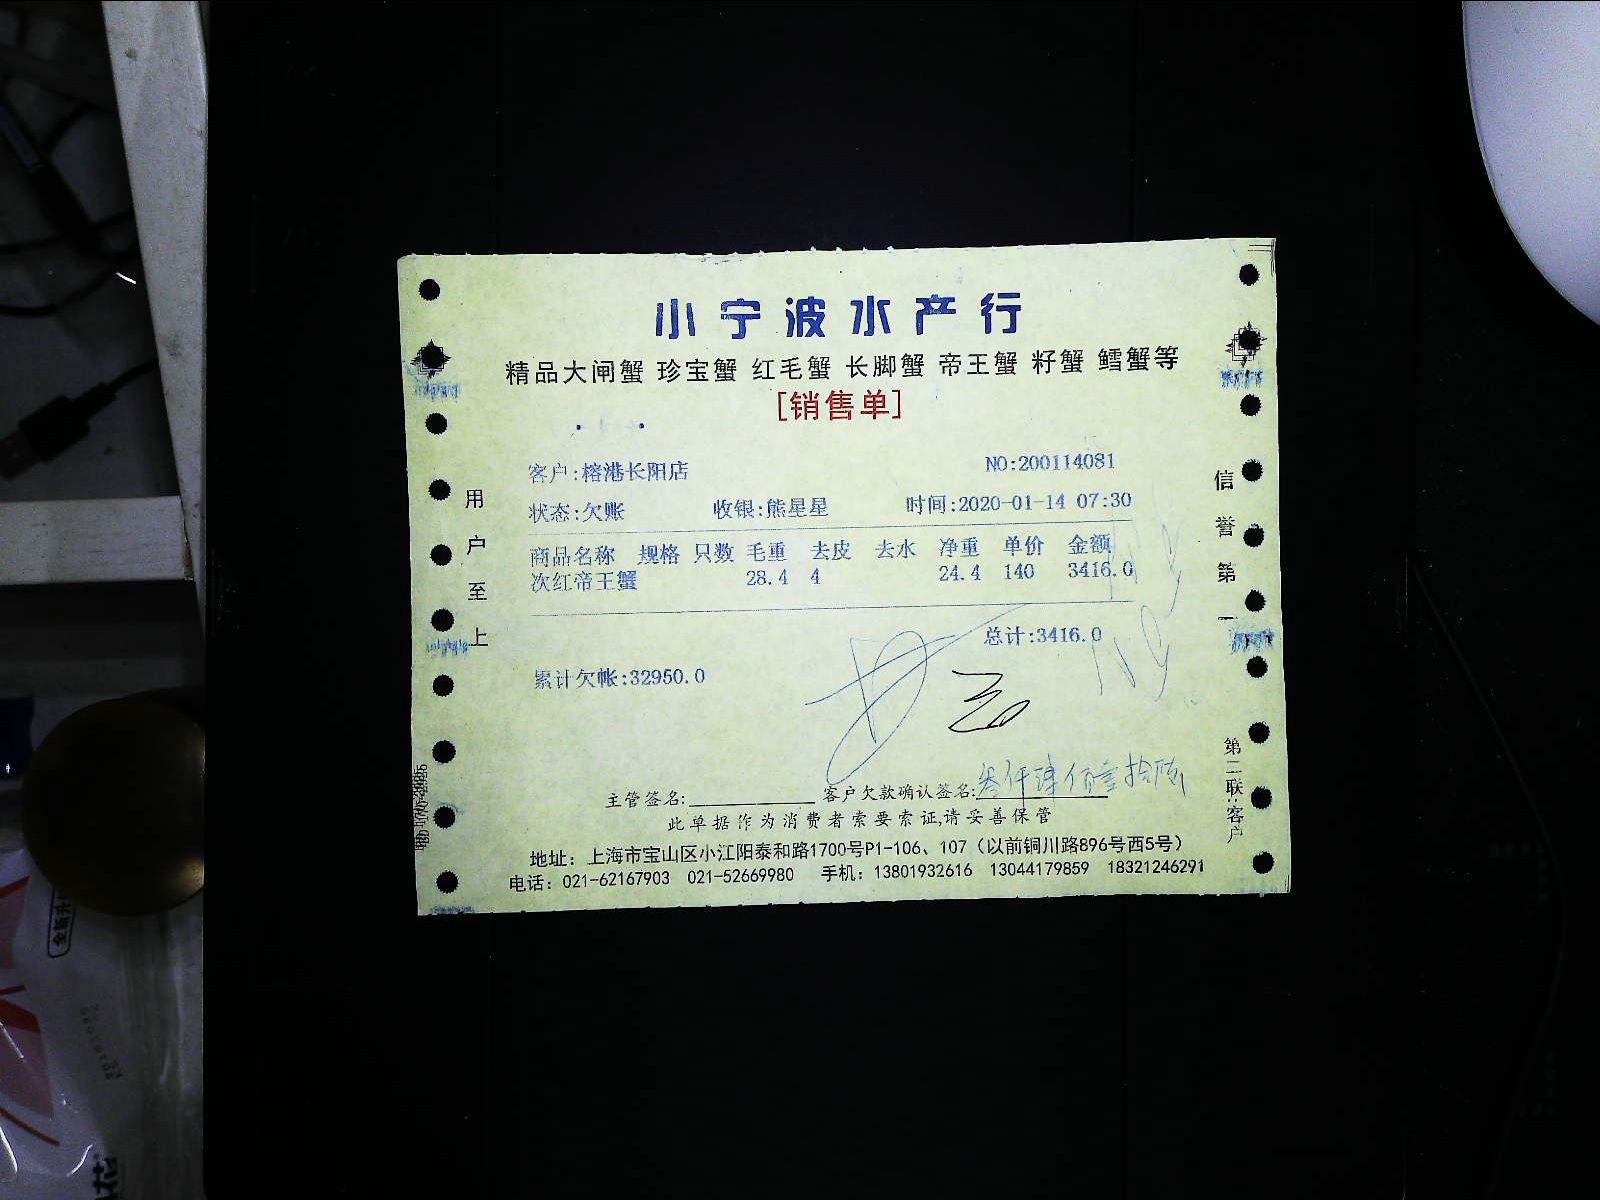 小宁波水产行
精品大闸蟹 珍宝蟹 红毛蟹 长脚蟹 帝王蟹 籽蟹 鳕蟹等
[销售单]
客户:榕港长阳店 NO:200114081
状态:欠账 收银:熊星星 时间:2020-01-14 07:30
商品名称 规格 只数 毛重 去皮 去水 净重 单价 金额
次红帝王蟹 28.4 4 24.4 140 3416.0
总计:3416.0
累计欠帐:32950.0
主管签名: 客户欠款确认签名:叁仟肆佰壹拾陆
此单据作为消费者索要索证,请妥善保管
地址：上海市宝山区小江阳泰和路1700号P1-106、107（以前铜川路896号西5号）
电话：021-62167903 021-52669980 手机：13801932616 13044179859 18321246291
用户至上
信誉第一
第二联:客户